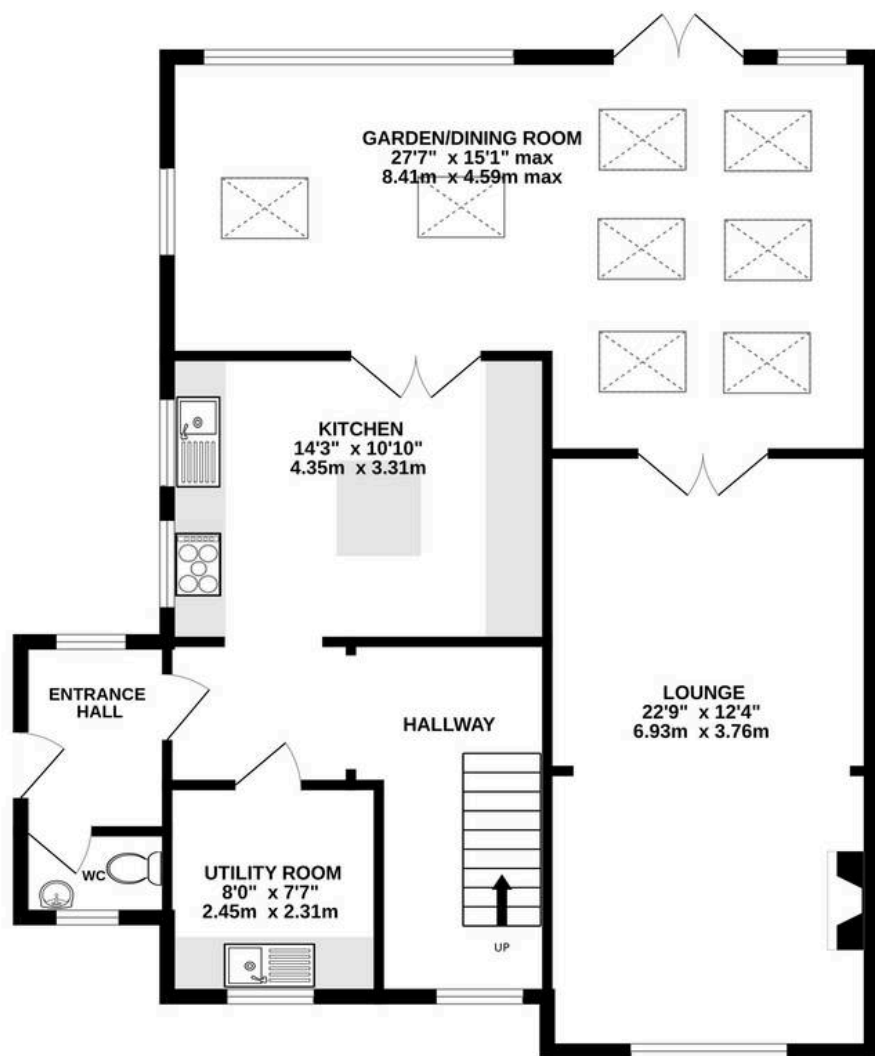 GARDEN/DINING ROOM
27'7" x 15'1" max
8.41m x 4.59m max
KITCHEN
14'3" x 10'10"
4.35m x 3.31m
ENTRANCE
HALL
HALLWAY
LOUNGE
22'9" x 12'4"
6.93m x 3.76m
WC
UTILITY ROOM
8'0" x 7'7"
2.45m x 2.31m
UP